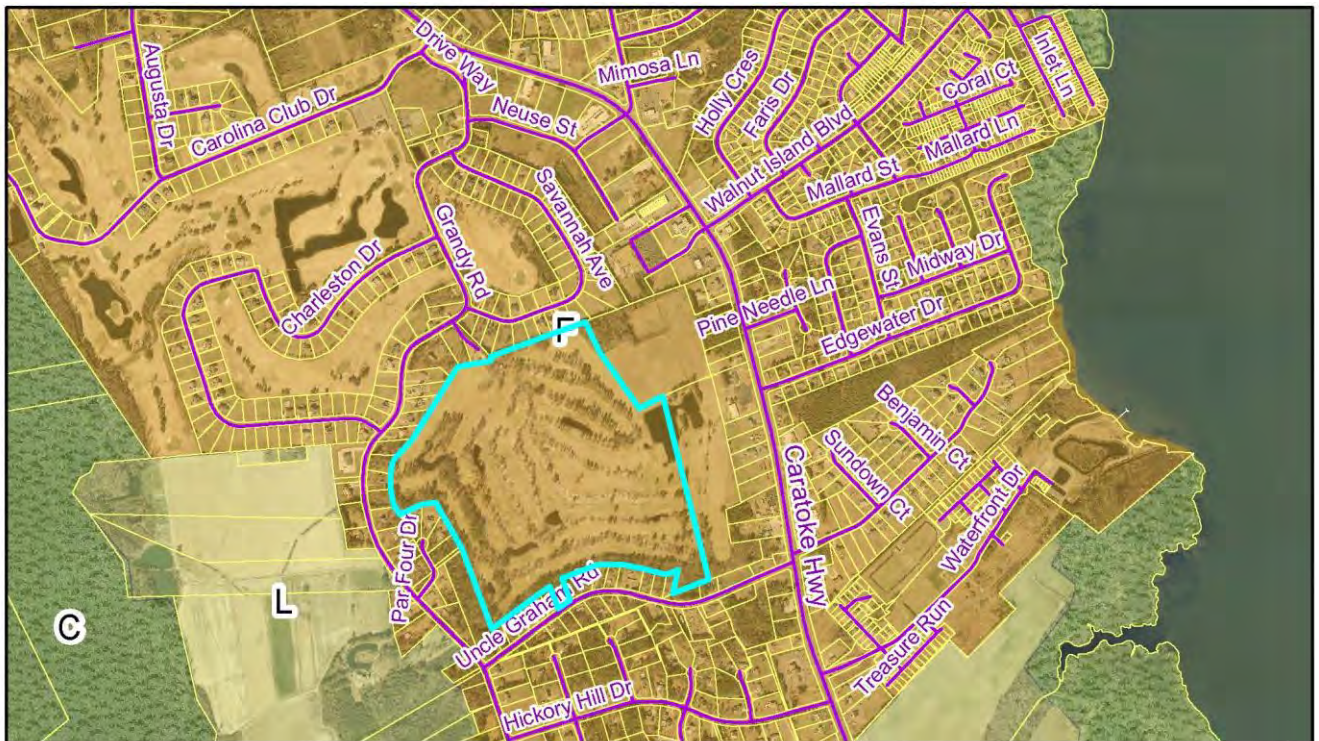 Augusta Dr
Carolina Club Dr
Drive Way
Neuse St
Mimosa Ln
Holly Cres
Faris Dr
Walnut Island Blvd
Coral Ct
Inlet Ln
Mallard Ln
Mallard St
Savannah Ave
Grandy Rd
Charleston Dr
Evans St
Midway Dr
Pine Needle Ln
Edgewater Dr
F
Benjamin Ct
Sundown Ct
Caratoke Hwy
Waterfront Dr
Par Four Dr
L
C
Uncle Graham Rd
Treasure Run
Hickory Hill Dr